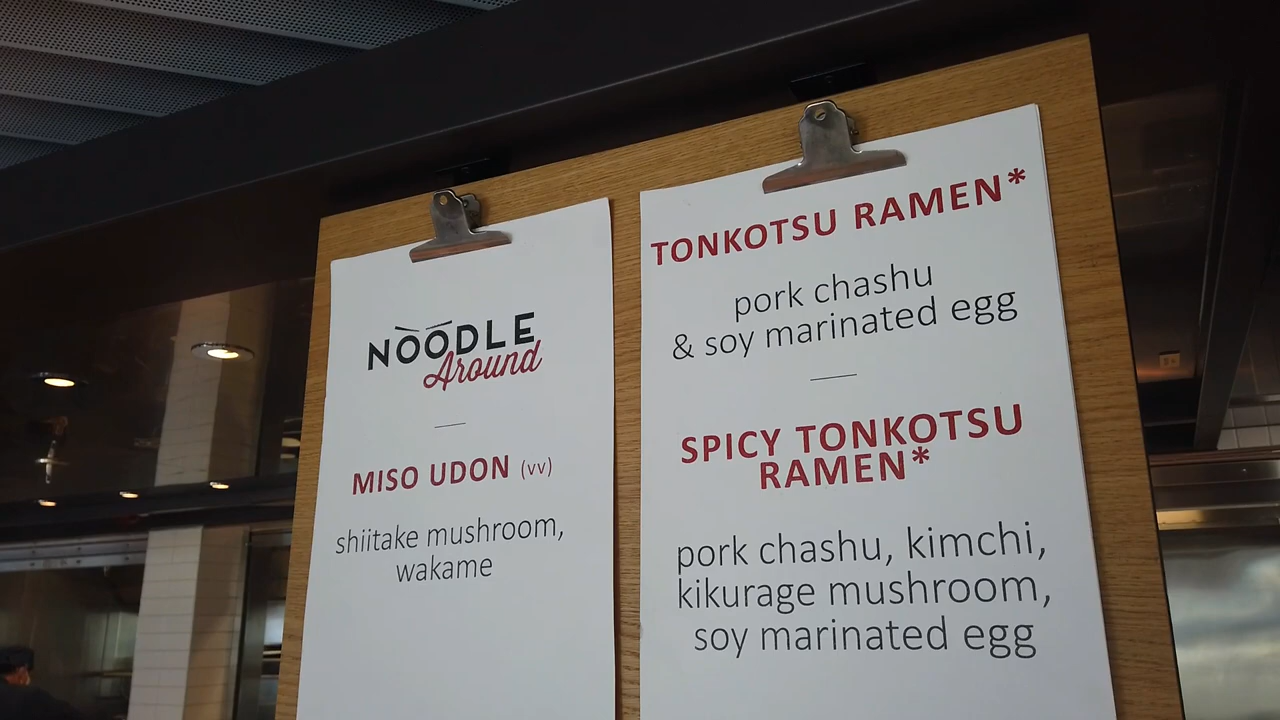 NOODLE
Around
MISO UDON (vv)
shiitake mushroom,
wakame
TONKOTSU RAMEN*
pork chashu
& soy marinated egg
SPICY TONKOTSU
RAMEN*
pork chashu, kimchi,
kikurage mushroom,
soy marinated egg